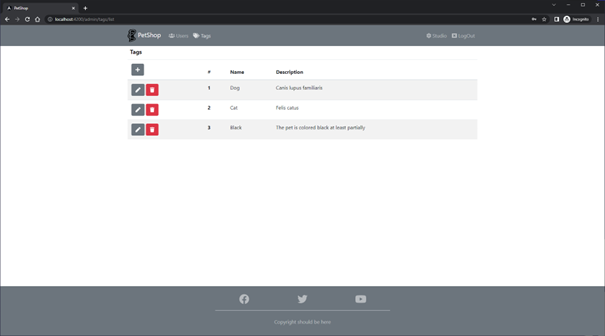 PetShop
localhost:4200/admin/tags/list
Incognito
PetShop Users Tags Stello LogOut
Tags
# Name Description
1 Dog Canis lupus familiaris
2 Cat Felis catus
3 Black The pet is colored black at least partially
Copyright should be here